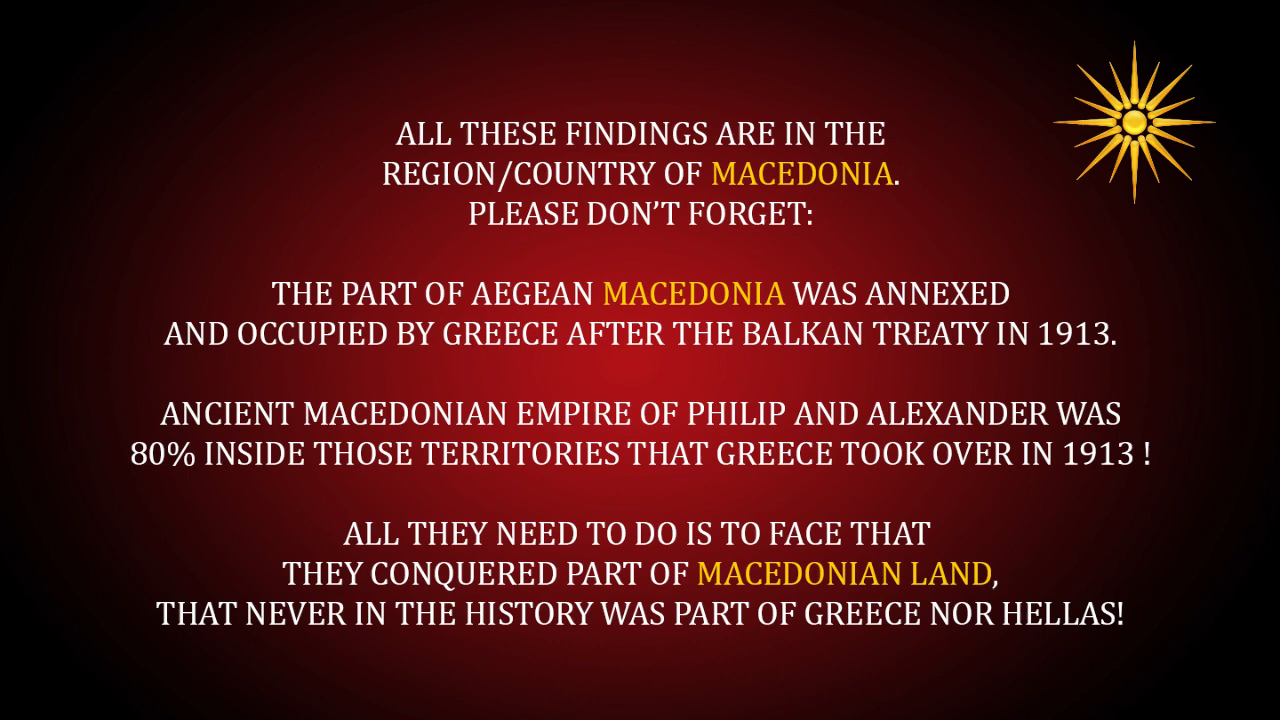 ALL THESE FINDINGS ARE IN THE
REGION/COUNTRY OF MACEDONIA.
PLEASE DON’T FORGET:
THE PART OF AEGEAN MACEDONIA WAS ANNEXED
AND OCCUPIED BY GREECE AFTER THE BALKAN TREATY IN 1913.
ANCIENT MACEDONIAN EMPIRE OF PHILIP AND ALEXANDER WAS
80% INSIDE THOSE TERRITORIES THAT GREECE TOOK OVER IN 1913 !
ALL THEY NEED TO DO IS TO FACE THAT
THEY CONQUERED PART OF MACEDONIAN LAND,
THAT NEVER IN THE HISTORY WAS PART OF GREECE NOR HELLAS!